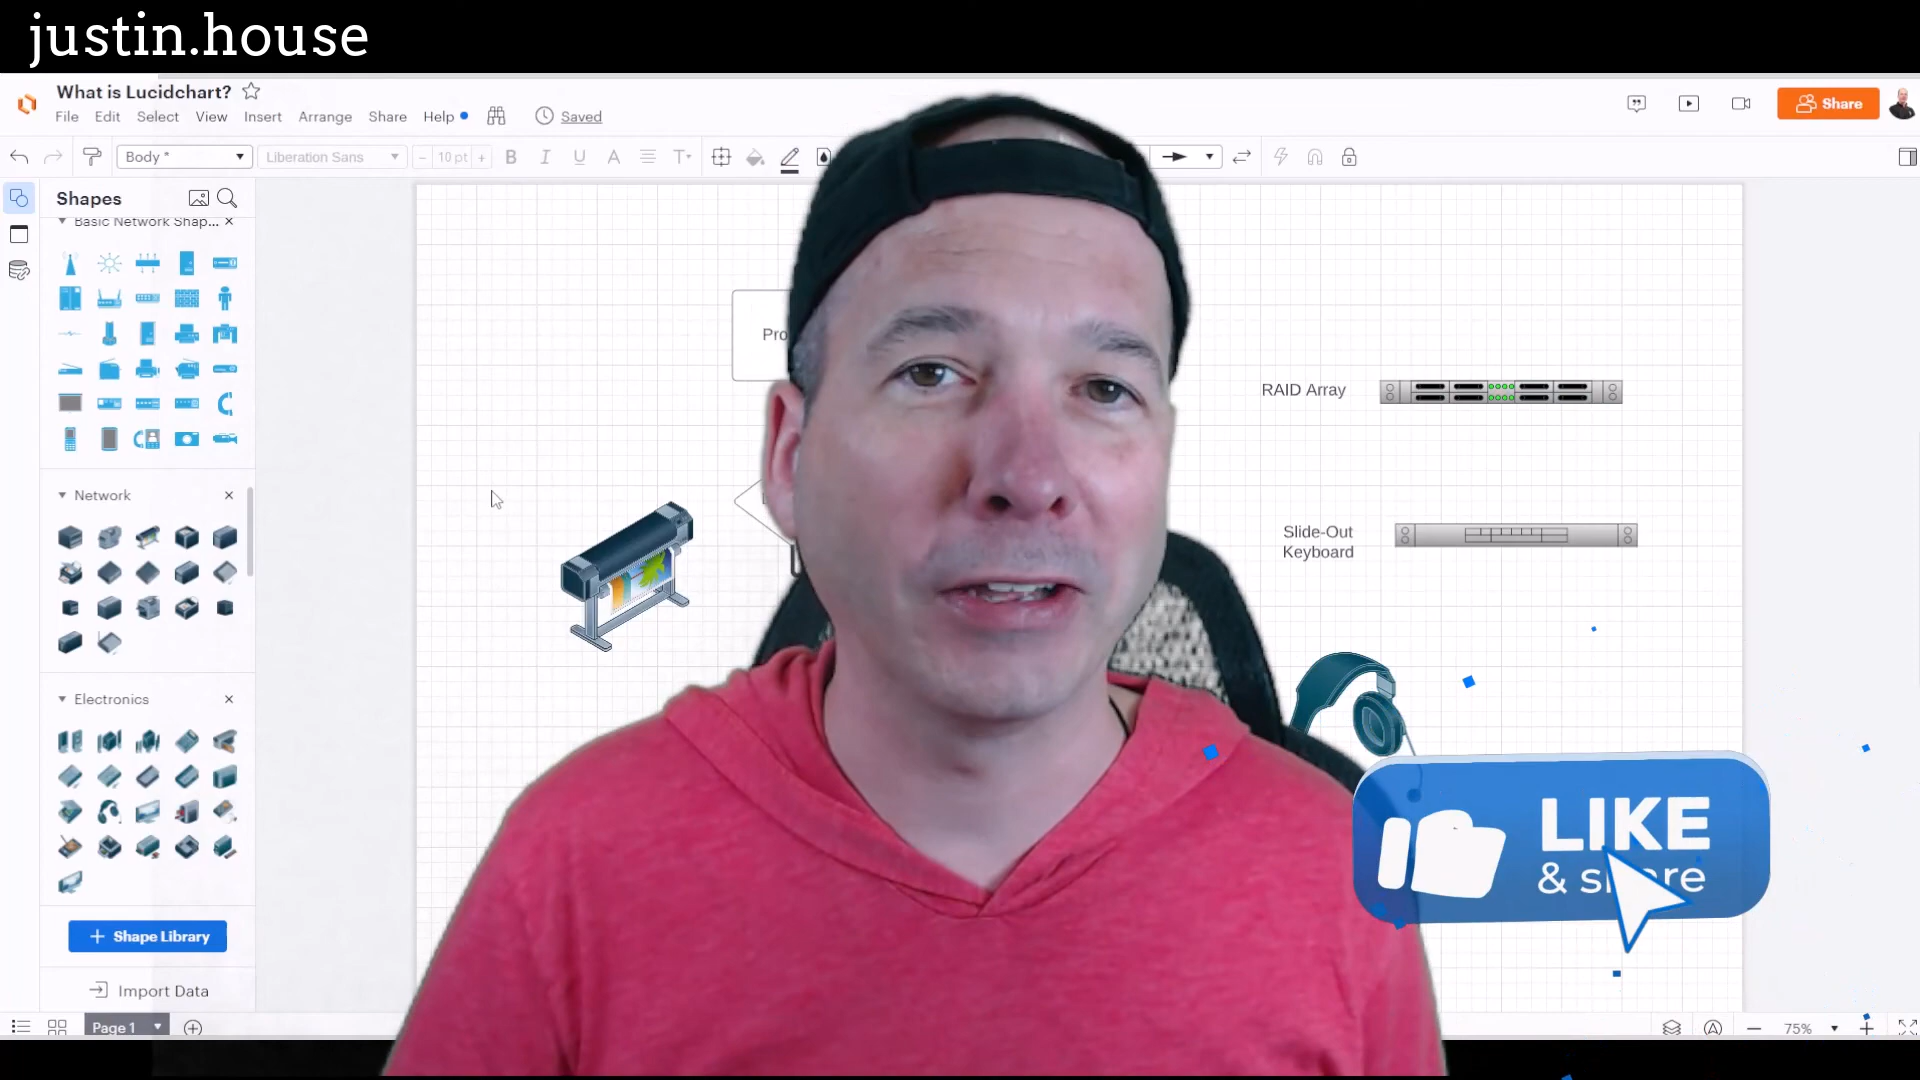 justin.house
What is Lucidchart?
File Edit Select View Insert Arrange Share Help
Saved
Share
Body *
Liberation Sans
10 pt
Shapes
Basic Network Shap...
Network
Electronics
+ Shape Library
Import Data
Page 1
75%
RAID Array
Slide-Out
Keyboard
LIKE
&